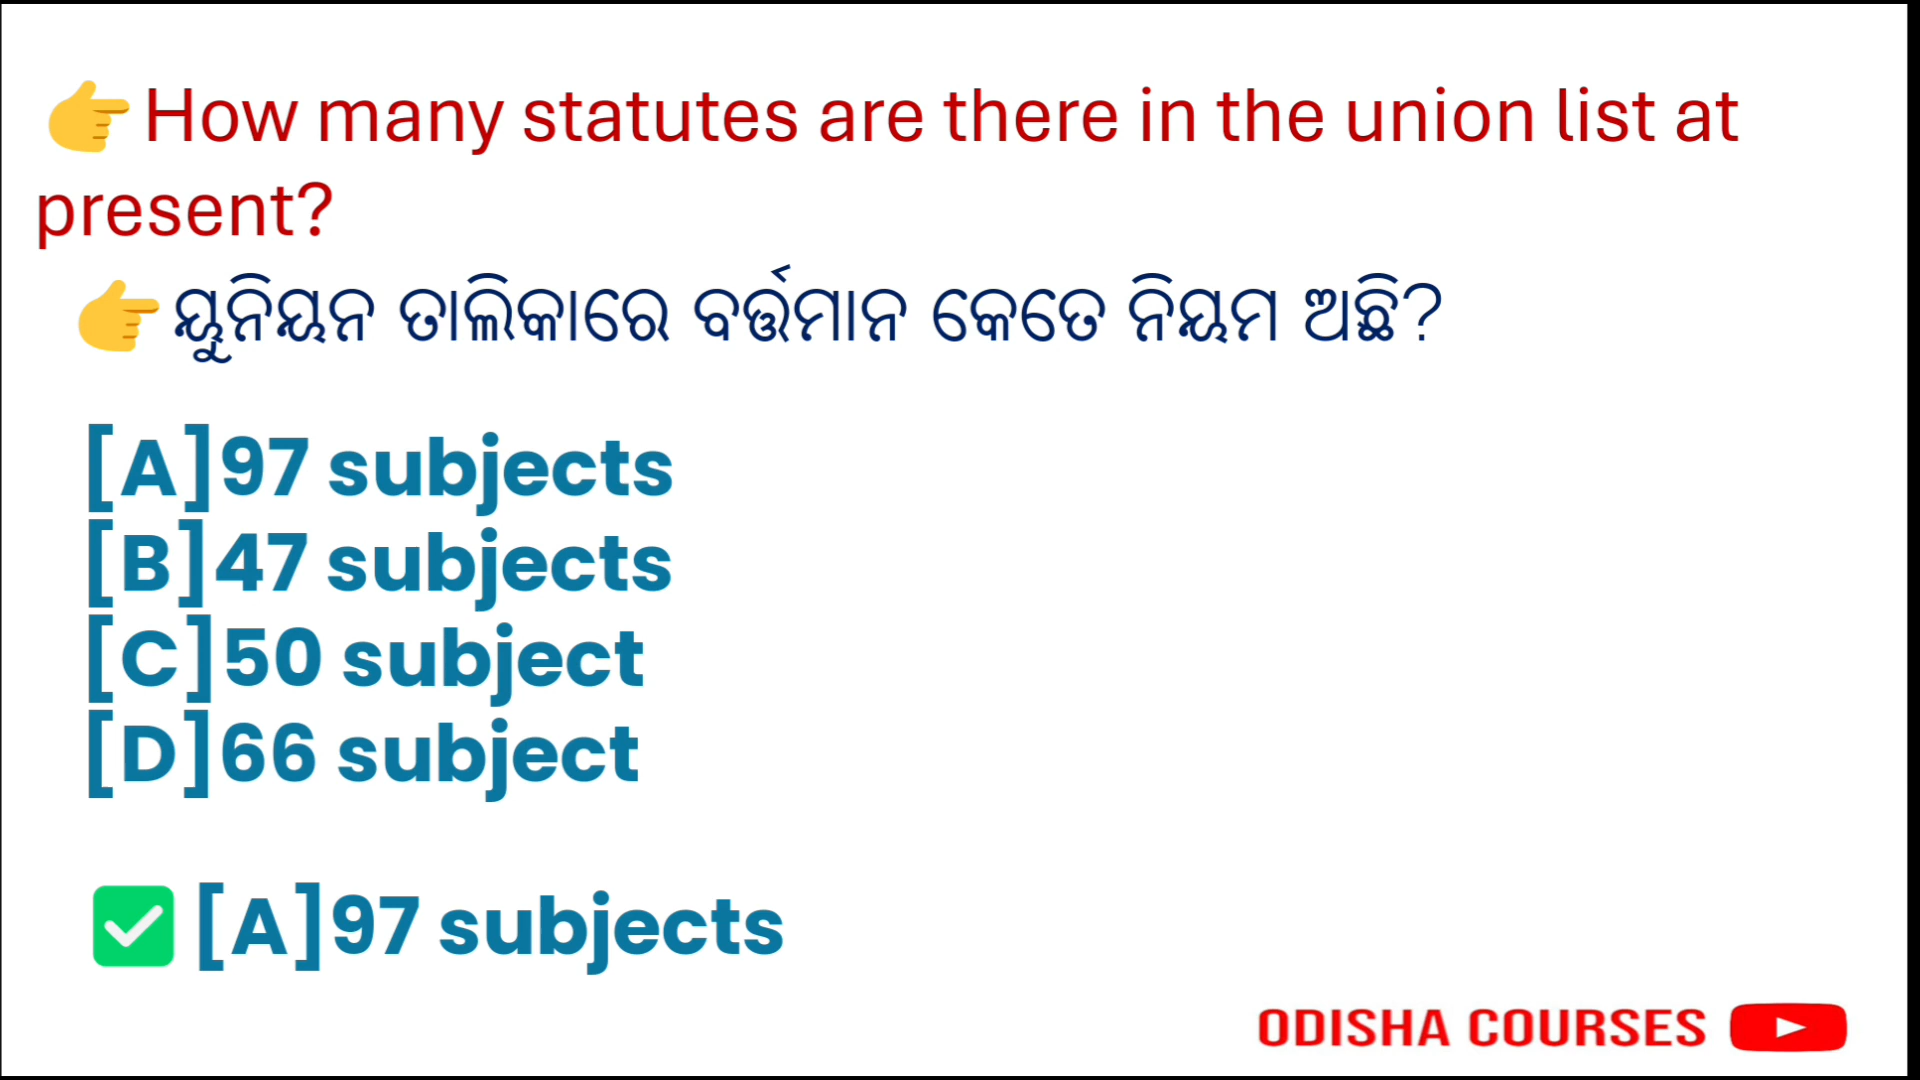 👉How many statutes are there in the union list at
present?
👉ୟୁନିୟନ ତାଲିକାରେ ବର୍ତ୍ତମାନ କେତେ ନିୟମ ଅଛି?
[A]97 subjects
[B]47 subjects
[C]50 subject
[D]66 subject
✅ [A]97 subjects
ODISHA COURSES